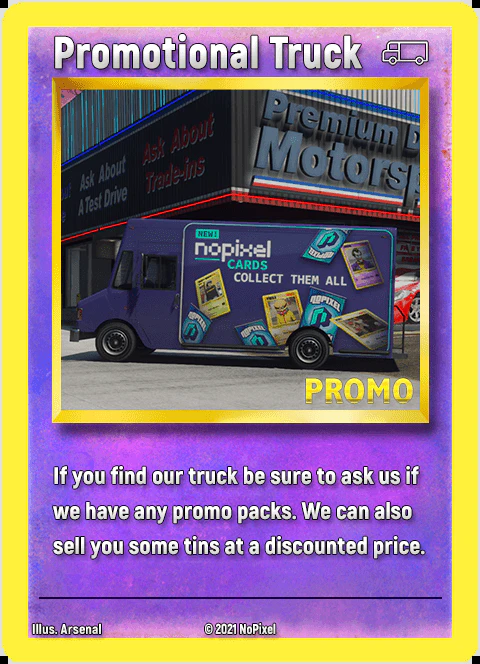 Promotional Truck
Premium D
Motorsp
Ask About
Trade-ins
Ask About
A Test Drive
NEW!
nopixel
CARDS
COLLECT THEM ALL
NOPIXEL
NOPIXEL
PROMO
If you find our truck be sure to ask us if
we have any promo packs. We can also
sell you some tins at a discounted price.
Illus. Arsenal
© 2021 NoPixel